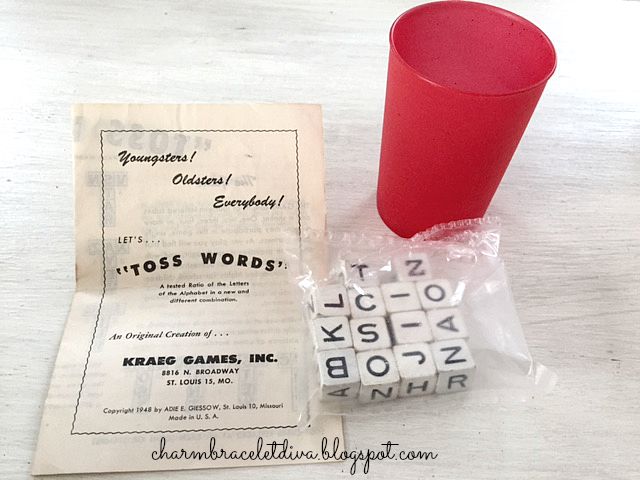 Youngsters!
Oldsters!
Everybody!
LET'S . . .
"TOSS WORDS"
A tested Ratio of the Letters
of the Alphabet in a new and
different combination.
An Original Creation of . . .
KRAEG GAMES, INC.
8816 N. BROADWAY
ST. LOUIS 15, MO.
Copyright 1948 by ADIE E. GIESSOW, St. Louis 10, Missouri
Made in U. S. A.
T N
L C I O
K S I A
B O J N
A N H R
charmbraceletdiva.blogspot.com